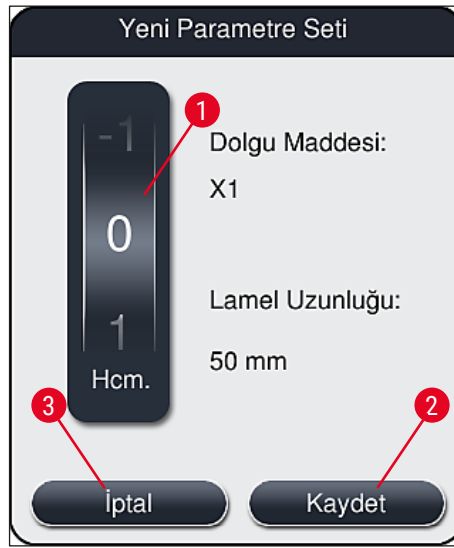 Yeni Parametre Seti
-1
0
1
Hcm.
1
Dolgu Maddesi:
X1
Lamel Uzunluğu:
50 mm
3
2
İptal
Kaydet